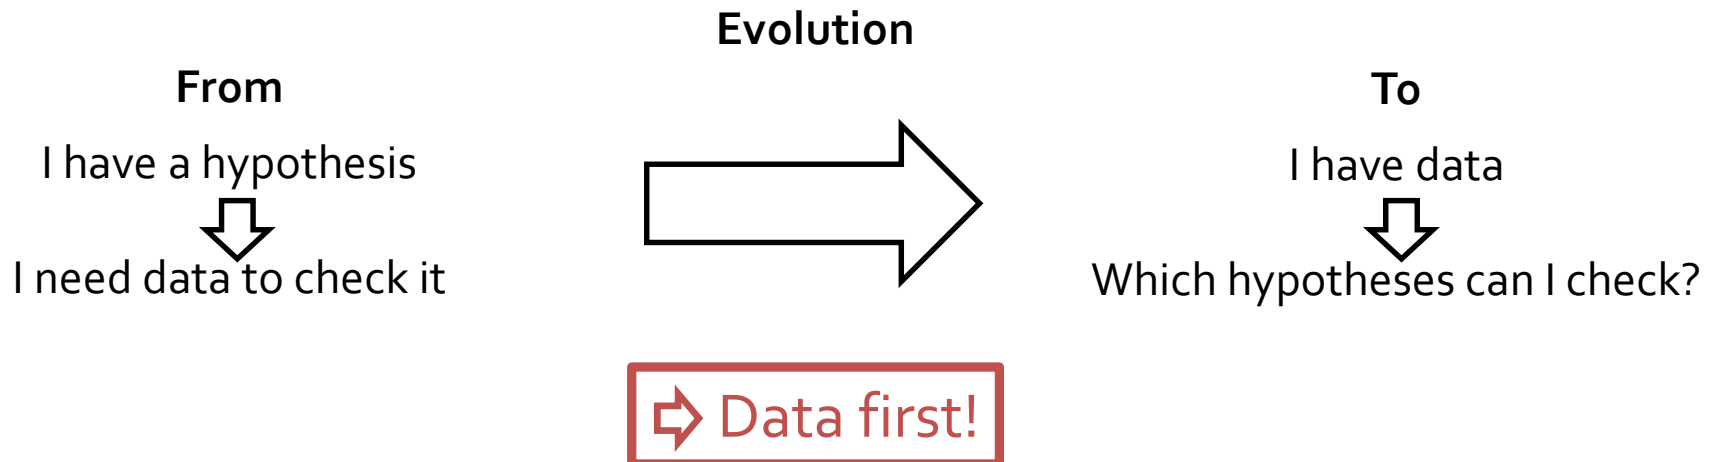 Evolution
From
I have a hypothesis
I need data to check it
To
I have data
Which hypotheses can I check?
Data first!